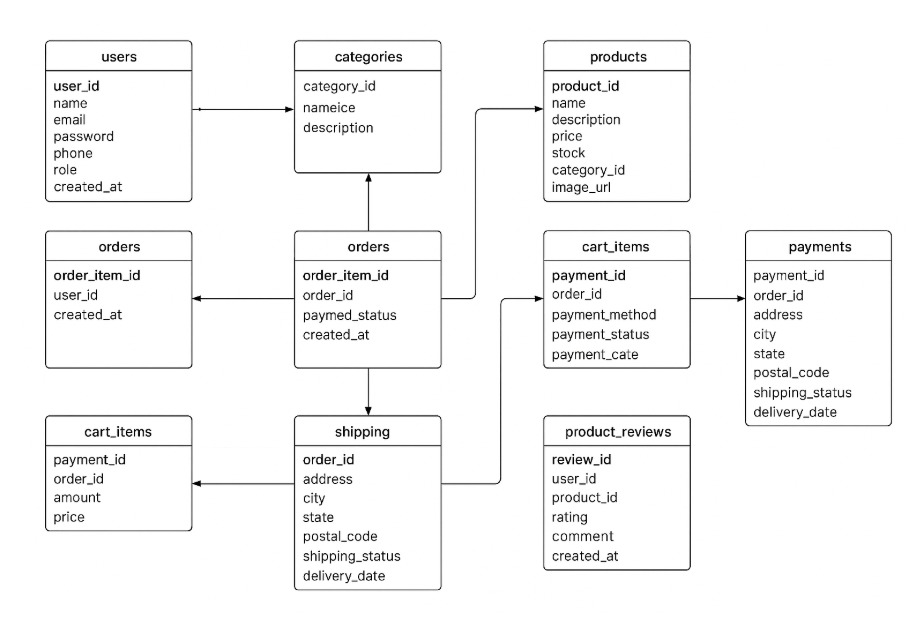 users
user_id
name
email
password
phone
role
created_at
categories
category_id
nameice
description
products
product_id
name
description
price
stock
category_id
image_url
orders
order_item_id
user_id
created_at
orders
order_item_id
order_id
paymed_status
created_at
cart_items
payment_id
order_id
payment_method
payment_status
payment_cate
payments
payment_id
order_id
address
city
state
postal_code
shipping_status
delivery_date
cart_items
payment_id
order_id
amount
price
shipping
order_id
address
city
state
postal_code
shipping_status
delivery_date
product_reviews
review_id
user_id
product_id
rating
comment
created_at